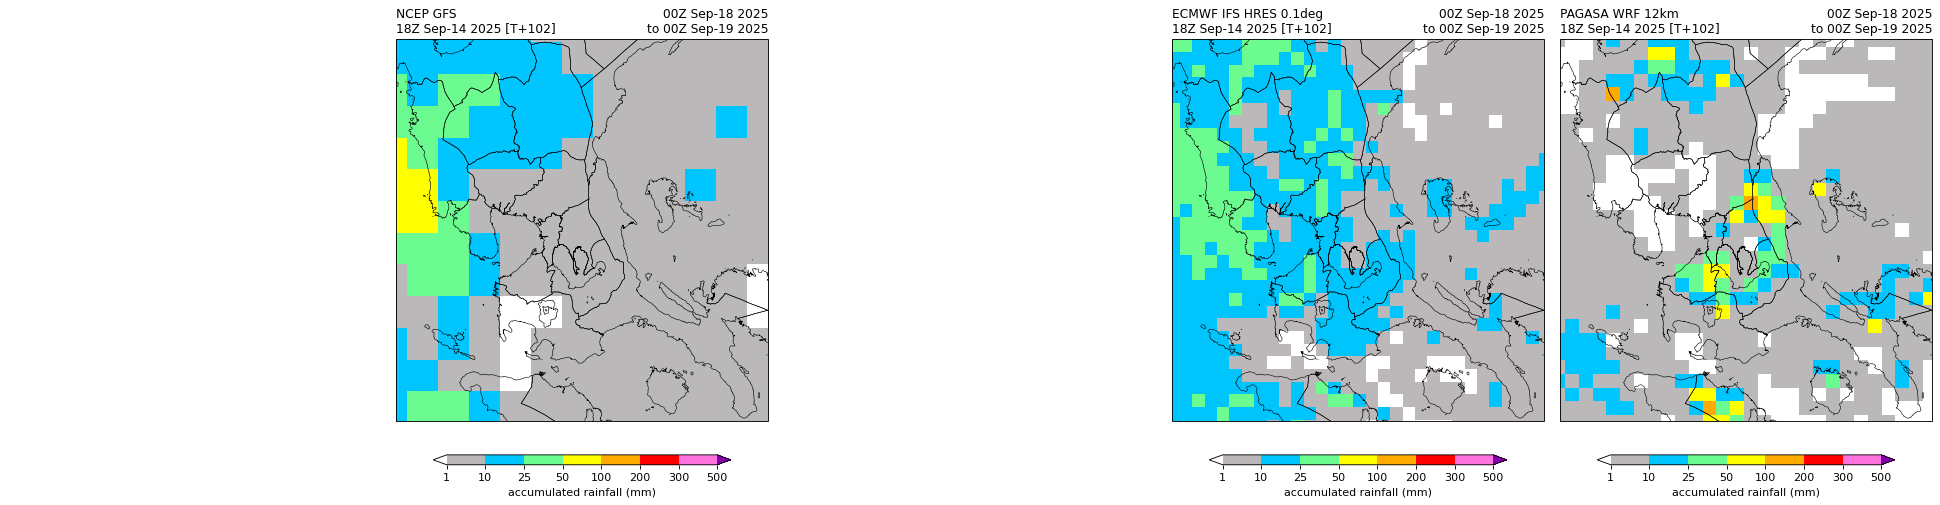 NCEP GFS 00Z Sep-18 2025
18Z Sep-14 2025 [T+102] to 00Z Sep-19 2025
1 10 25 50 100 200 300 500
accumulated rainfall (mm)
ECMWF IFS HRES 0.1deg 00Z Sep-18 2025
18Z Sep-14 2025 [T+102] to 00Z Sep-19 2025
1 10 25 50 100 200 300 500
accumulated rainfall (mm)
PAGASA WRF 12km 00Z Sep-18 2025
18Z Sep-14 2025 [T+102] to 00Z Sep-19 2025
1 10 25 50 100 200 300 500
accumulated rainfall (mm)